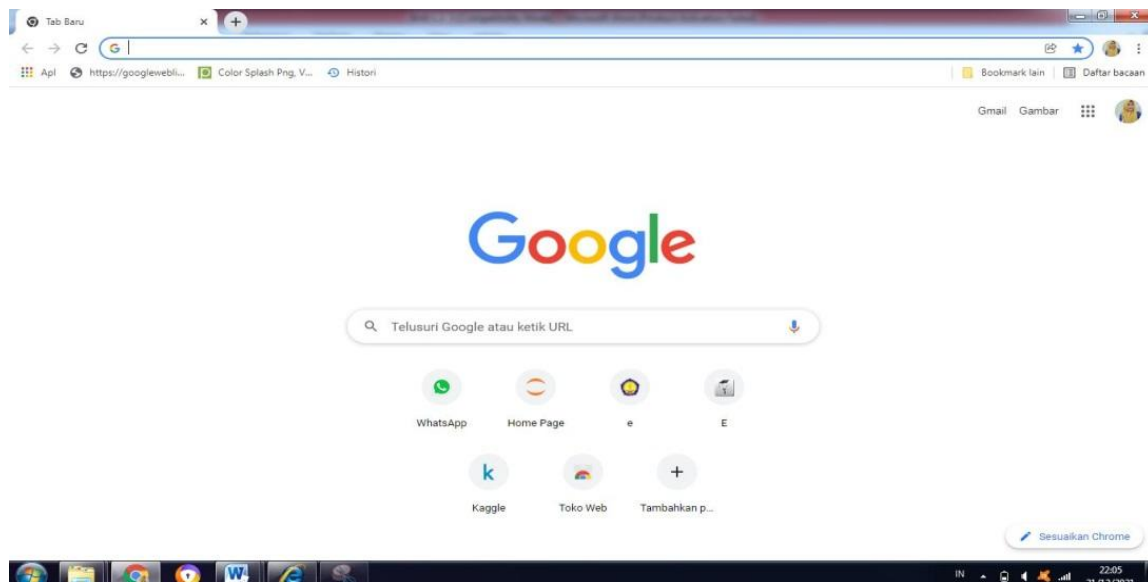 Tab Baru
Apl https://googlewebli... Color Splash Png, V... Histori Bookmark lain Daftar bacaan
Gmail Gambar
Google
Telusuri Google atau ketik URL
WhatsApp Home Page e E
Kaggle Toko Web Tambahkan p...
Sesuaikan Chrome
IN 22:05